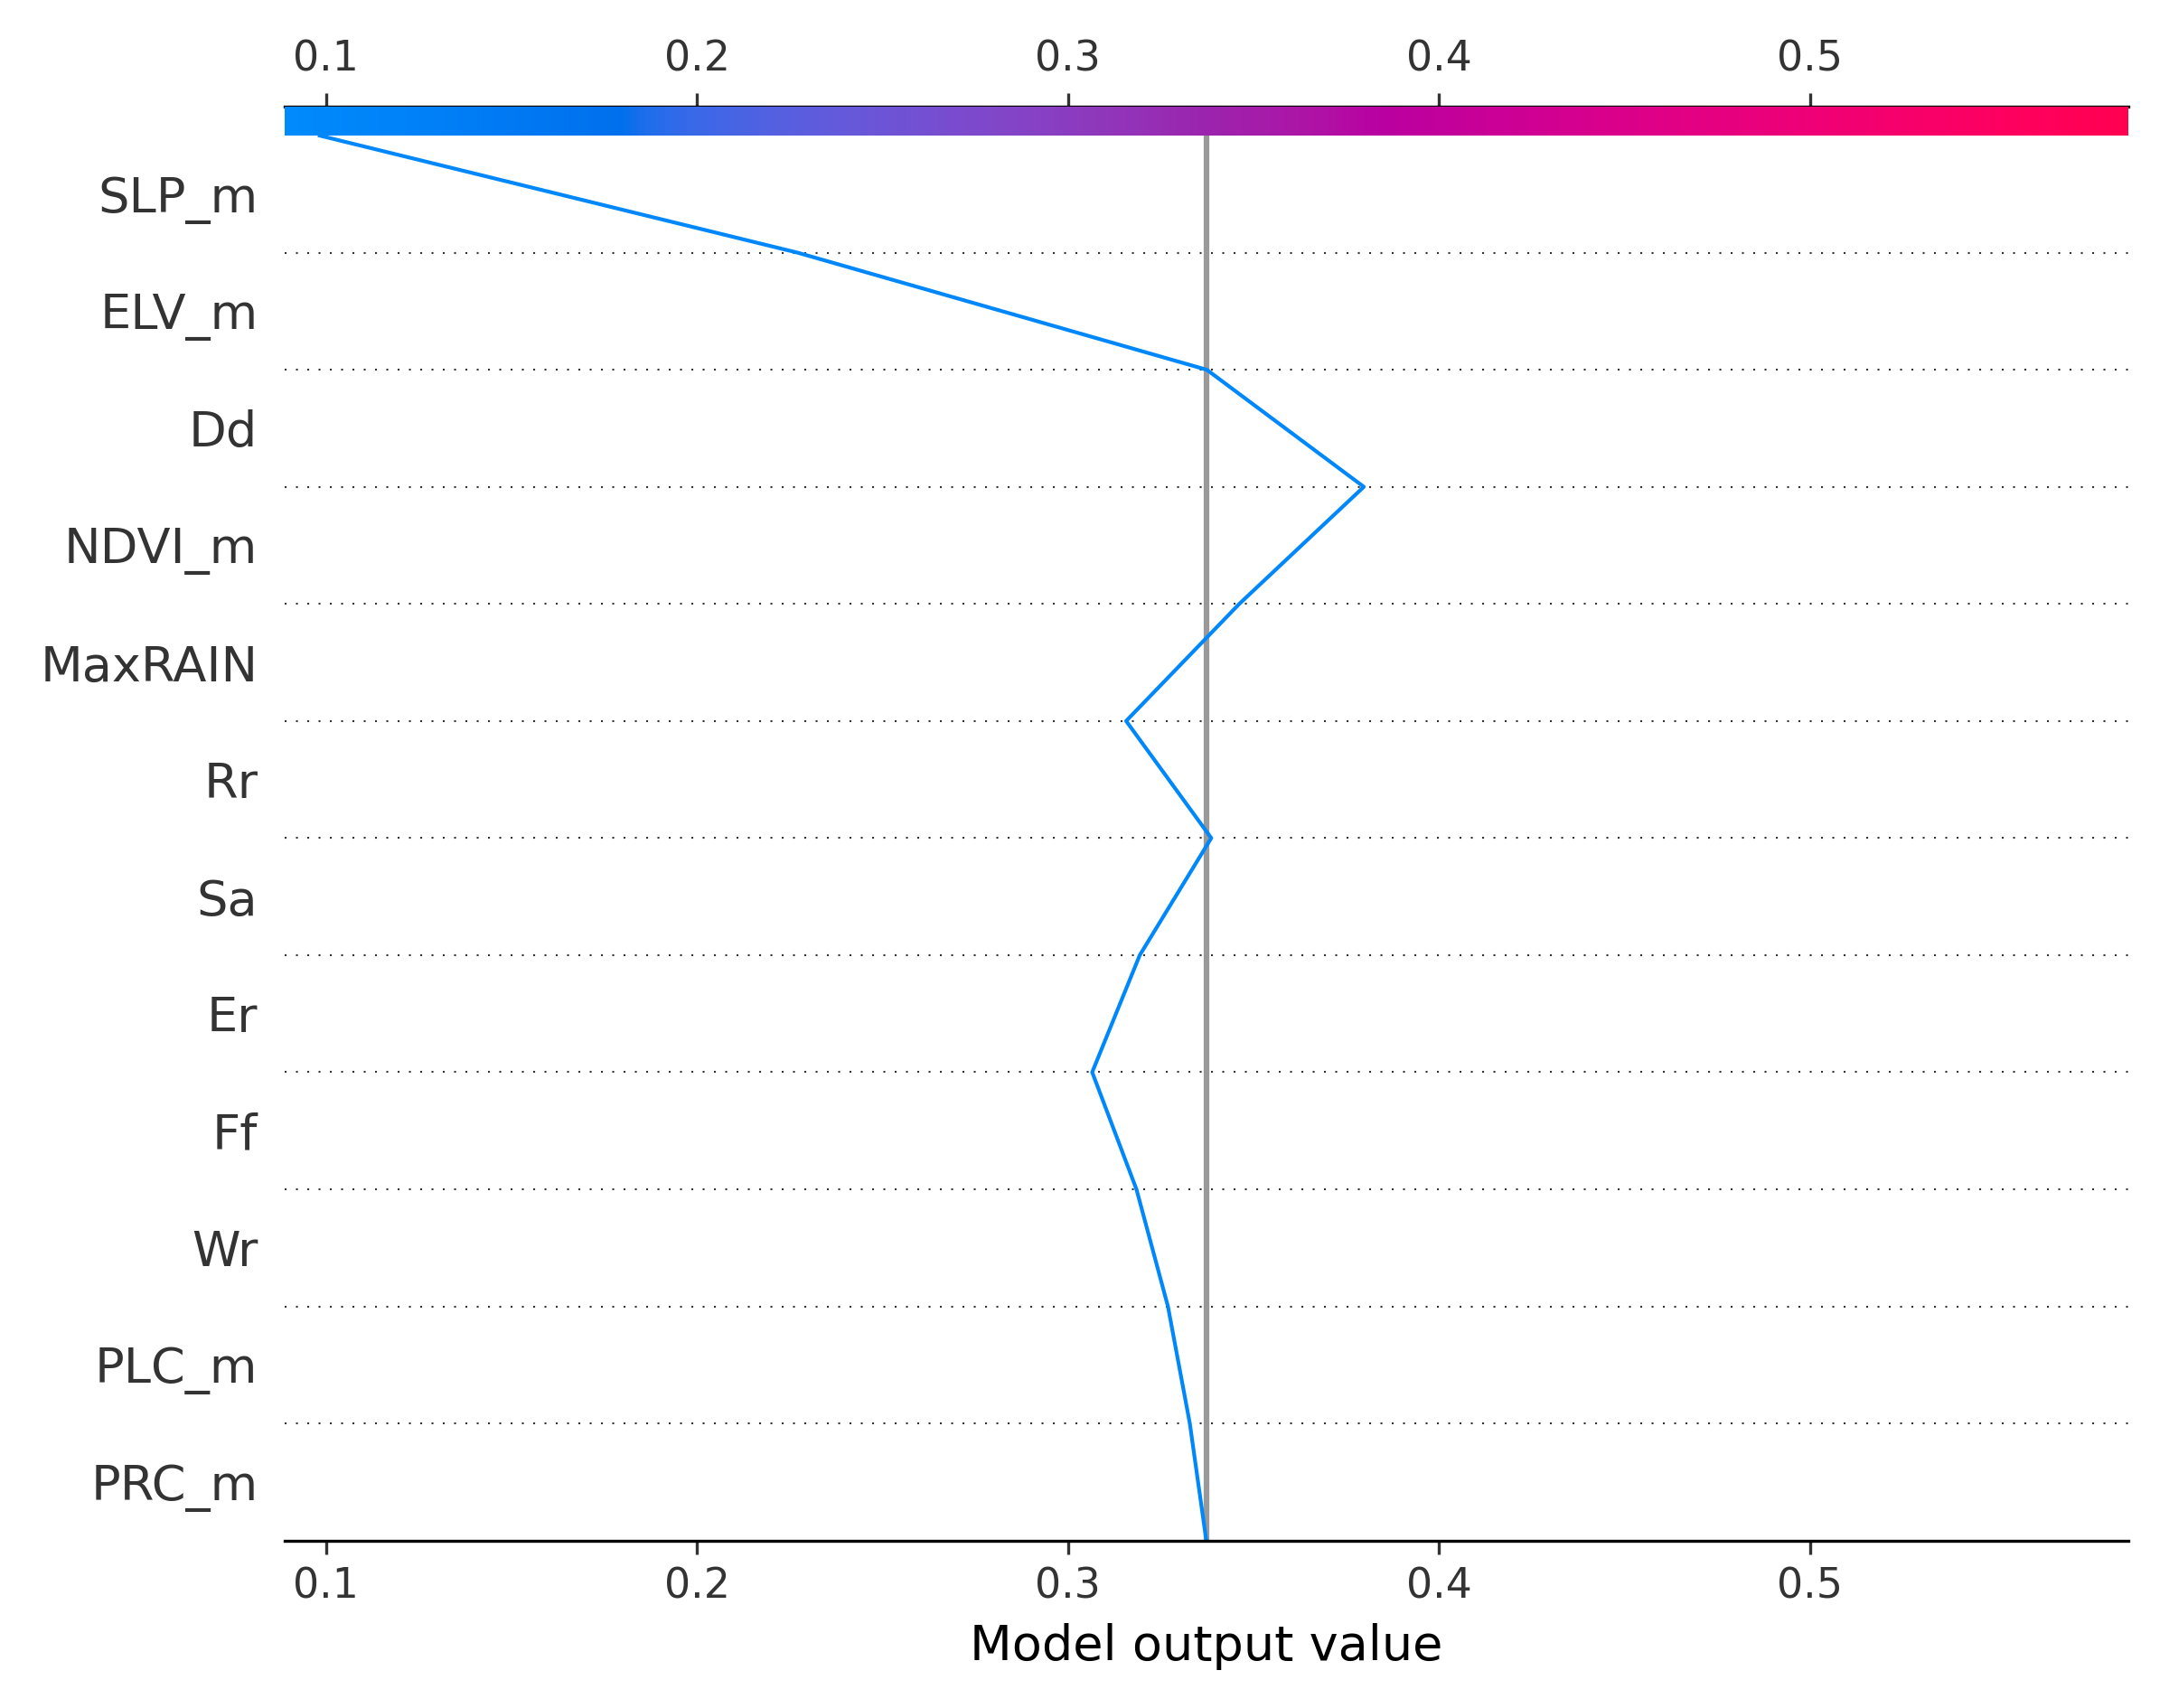 0.1 0.2 0.3 0.4 0.5
SLP_m
ELV_m
Dd
NDVI_m
MaxRAIN
Rr
Sa
Er
Ff
Wr
PLC_m
PRC_m
0.1 0.2 0.3 0.4 0.5
Model output value